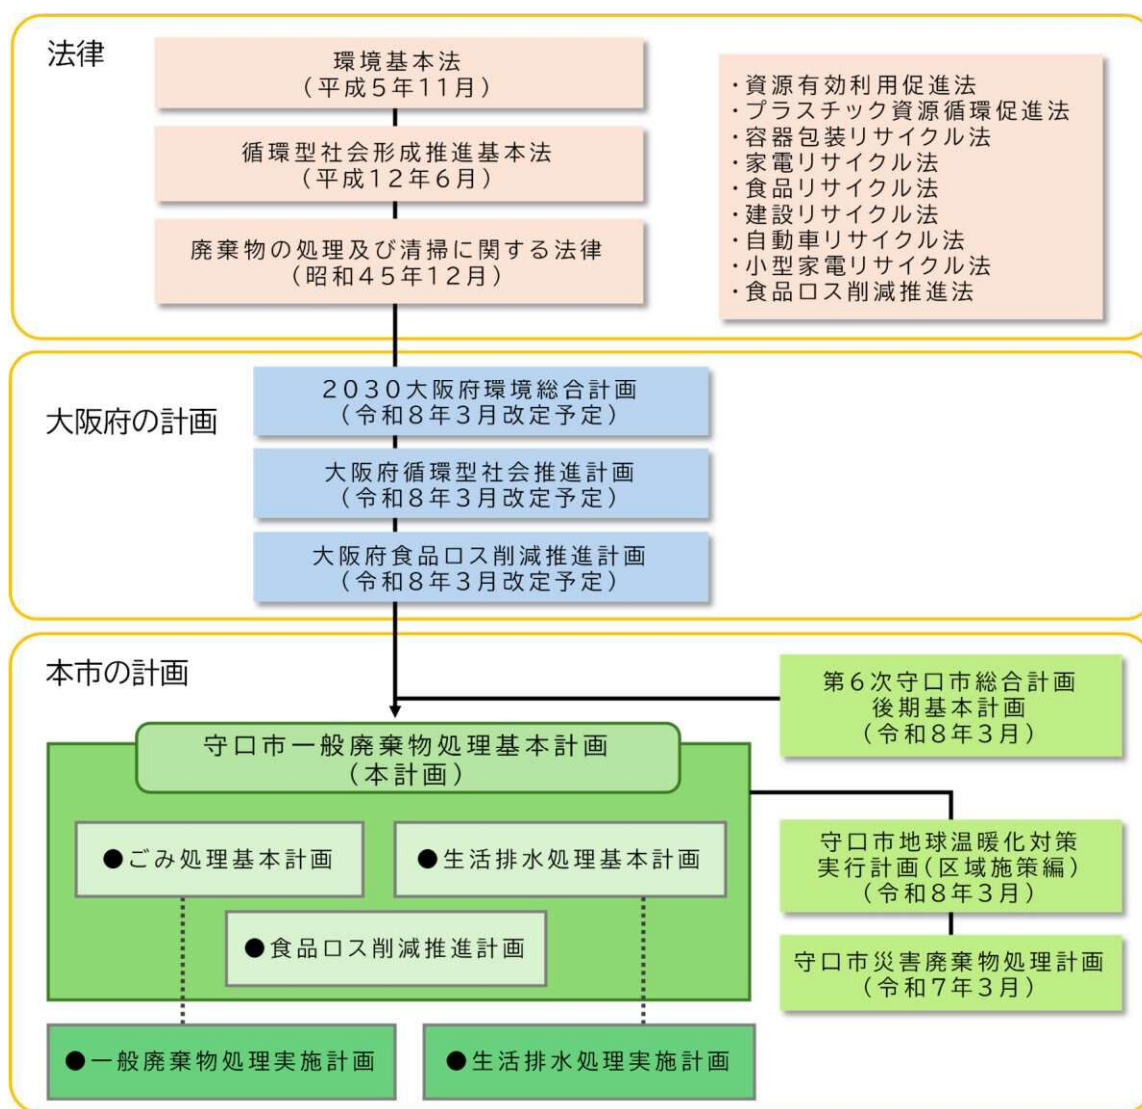 法律
環境基本法
(平成5年11月)
循環型社会形成推進基本法
(平成12年6月)
廃棄物の処理及び清掃に関する法律
(昭和45年12月)
・資源有効利用促進法
・プラスチック資源循環促進法
・容器包装リサイクル法
・家電リサイクル法
・食品リサイクル法
・建設リサイクル法
・自動車リサイクル法
・小型家電リサイクル法
・食品ロス削減推進法
大阪府の計画
2030大阪府環境総合計画
(令和8年3月改定予定)
大阪府循環型社会推進計画
(令和8年3月改定予定)
大阪府食品ロス削減推進計画
(令和8年3月改定予定)
本市の計画
第6次守口市総合計画
後期基本計画
(令和8年3月)
守口市一般廃棄物処理基本計画
(本計画)
●ごみ処理基本計画
●生活排水処理基本計画
●食品ロス削減推進計画
守口市地球温暖化対策
実行計画(区域施策編)
(令和8年3月)
守口市災害廃棄物処理計画
(令和7年3月)
●一般廃棄物処理実施計画
●生活排水処理実施計画